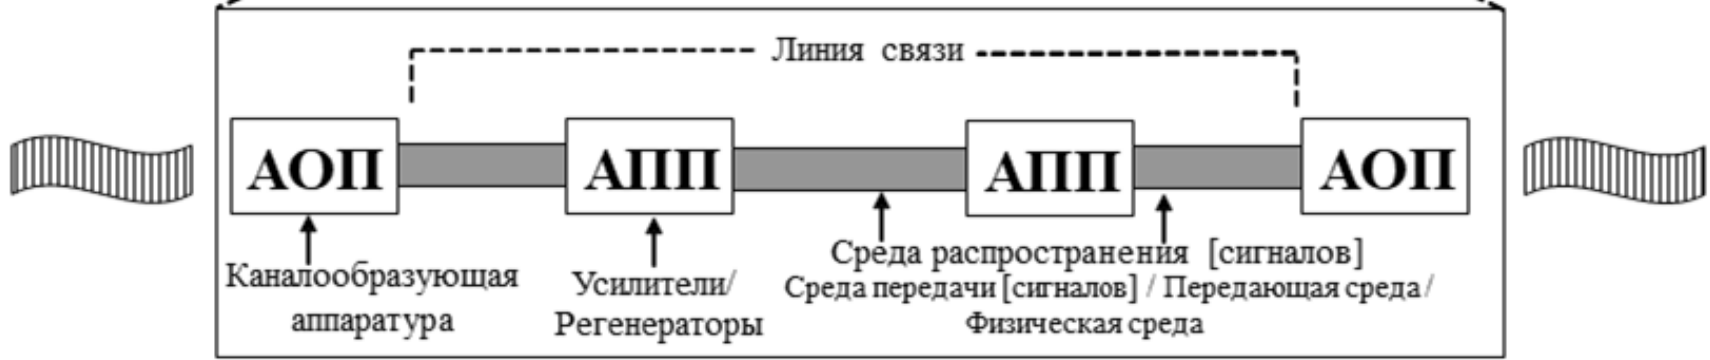 Линия связи
АОП АПП АПП АОП
Каналообразующая
аппаратура
Усилители/
Регенераторы
Среда распространения [сигналов]
Среда передачи [сигналов] / Передающая среда /
Физическая среда